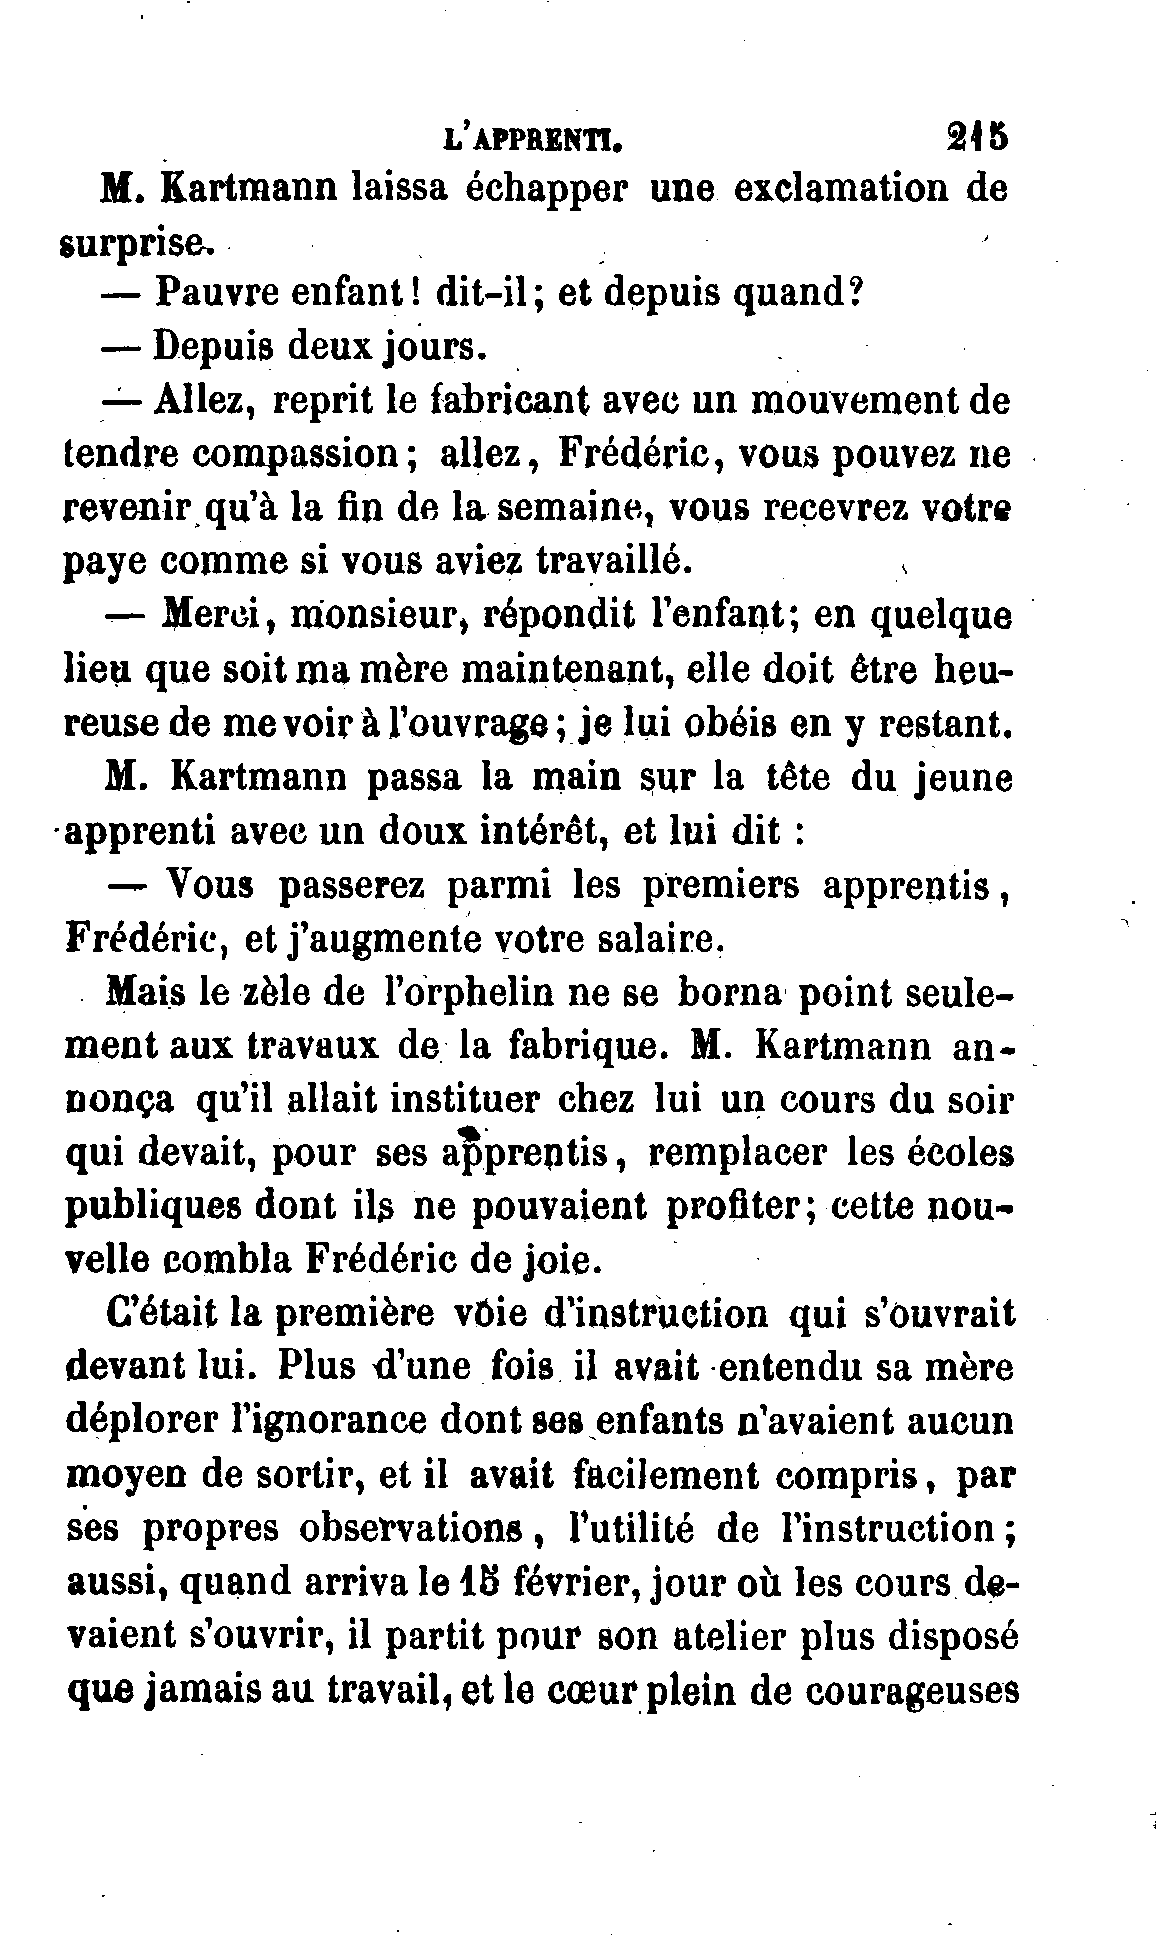 L'APPRENTI. 215
M. Kartmann laissa échapper une exclamation de
surprise.
— Pauvre enfant! dit-il; et depuis quand?
— Depuis deux jours.
— Allez, reprit le fabricant avec un mouvement de
tendre compassion; allez, Frédéric, vous pouvez ne
revenir qu'à la fin de la semaine, vous recevrez votre
paye comme si vous aviez travaillé.
— Merci, monsieur, répondit l'enfant; en quelque
lieu que soit ma mère maintenant, elle doit être heu-
reuse de me voir à l'ouvrage; je lui obéis en y restant.
M. Kartmann passa la main sur la tête du jeune
apprenti avec un doux intérêt, et lui dit :
— Vous passerez parmi les premiers apprentis,
Frédéric, et j'augmente votre salaire.
Mais le zèle de l'orphelin ne se borna point seule-
ment aux travaux de la fabrique. M. Kartmann an-
nonça qu'il allait instituer chez lui un cours du soir
qui devait, pour ses apprentis, remplacer les écoles
publiques dont ils ne pouvaient profiter; cette nou-
velle combla Frédéric de joie.
C'était la première voie d'instruction qui s'ouvrait
devant lui. Plus d'une fois il avait entendu sa mère
déplorer l'ignorance dont ses enfants n'avaient aucun
moyen de sortir, et il avait facilement compris, par
ses propres observations, l'utilité de l'instruction;
aussi, quand arriva le 15 février, jour où les cours de-
vaient s'ouvrir, il partit pour son atelier plus disposé
que jamais au travail, et le cœur plein de courageuses